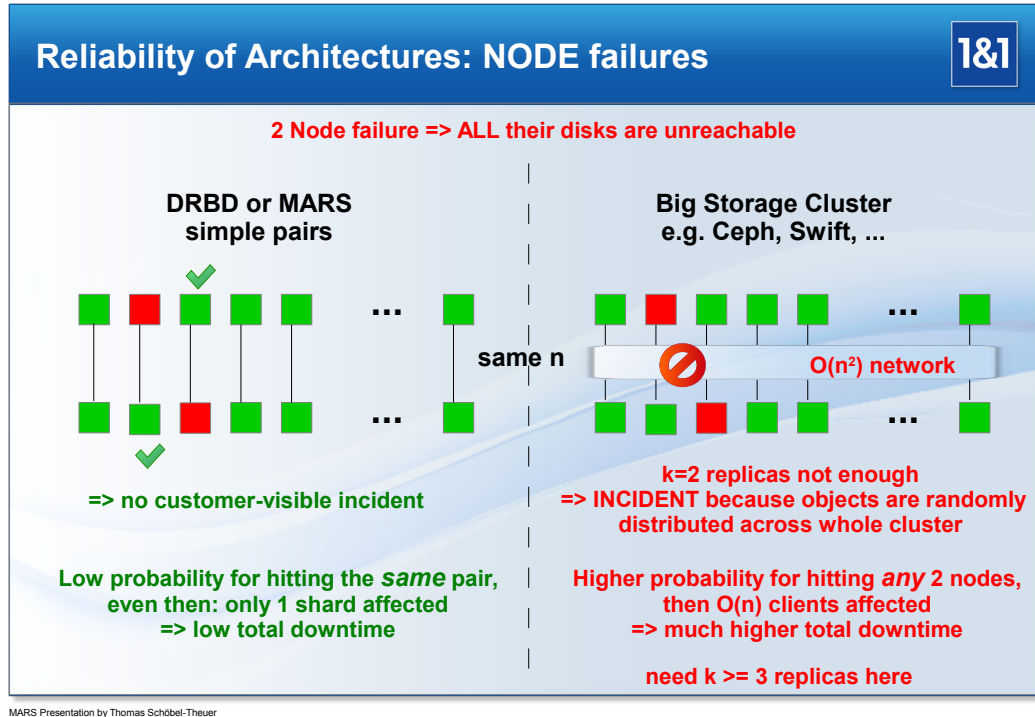 Reliability of Architectures: NODE failures
1&1
2 Node failure => ALL their disks are unreachable
DRBD or MARS
simple pairs
Big Storage Cluster
e.g. Ceph, Swift, ...
...
...
same n
O(n²) network
...
...
=> no customer-visible incident
k=2 replicas not enough
=> INCIDENT because objects are randomly
distributed across whole cluster
Low probability for hitting the same pair,
even then: only 1 shard affected
=> low total downtime
Higher probability for hitting any 2 nodes,
then O(n) clients affected
=> much higher total downtime
need k >= 3 replicas here
MARS Presentation by Thomas Schöbel-Theuer